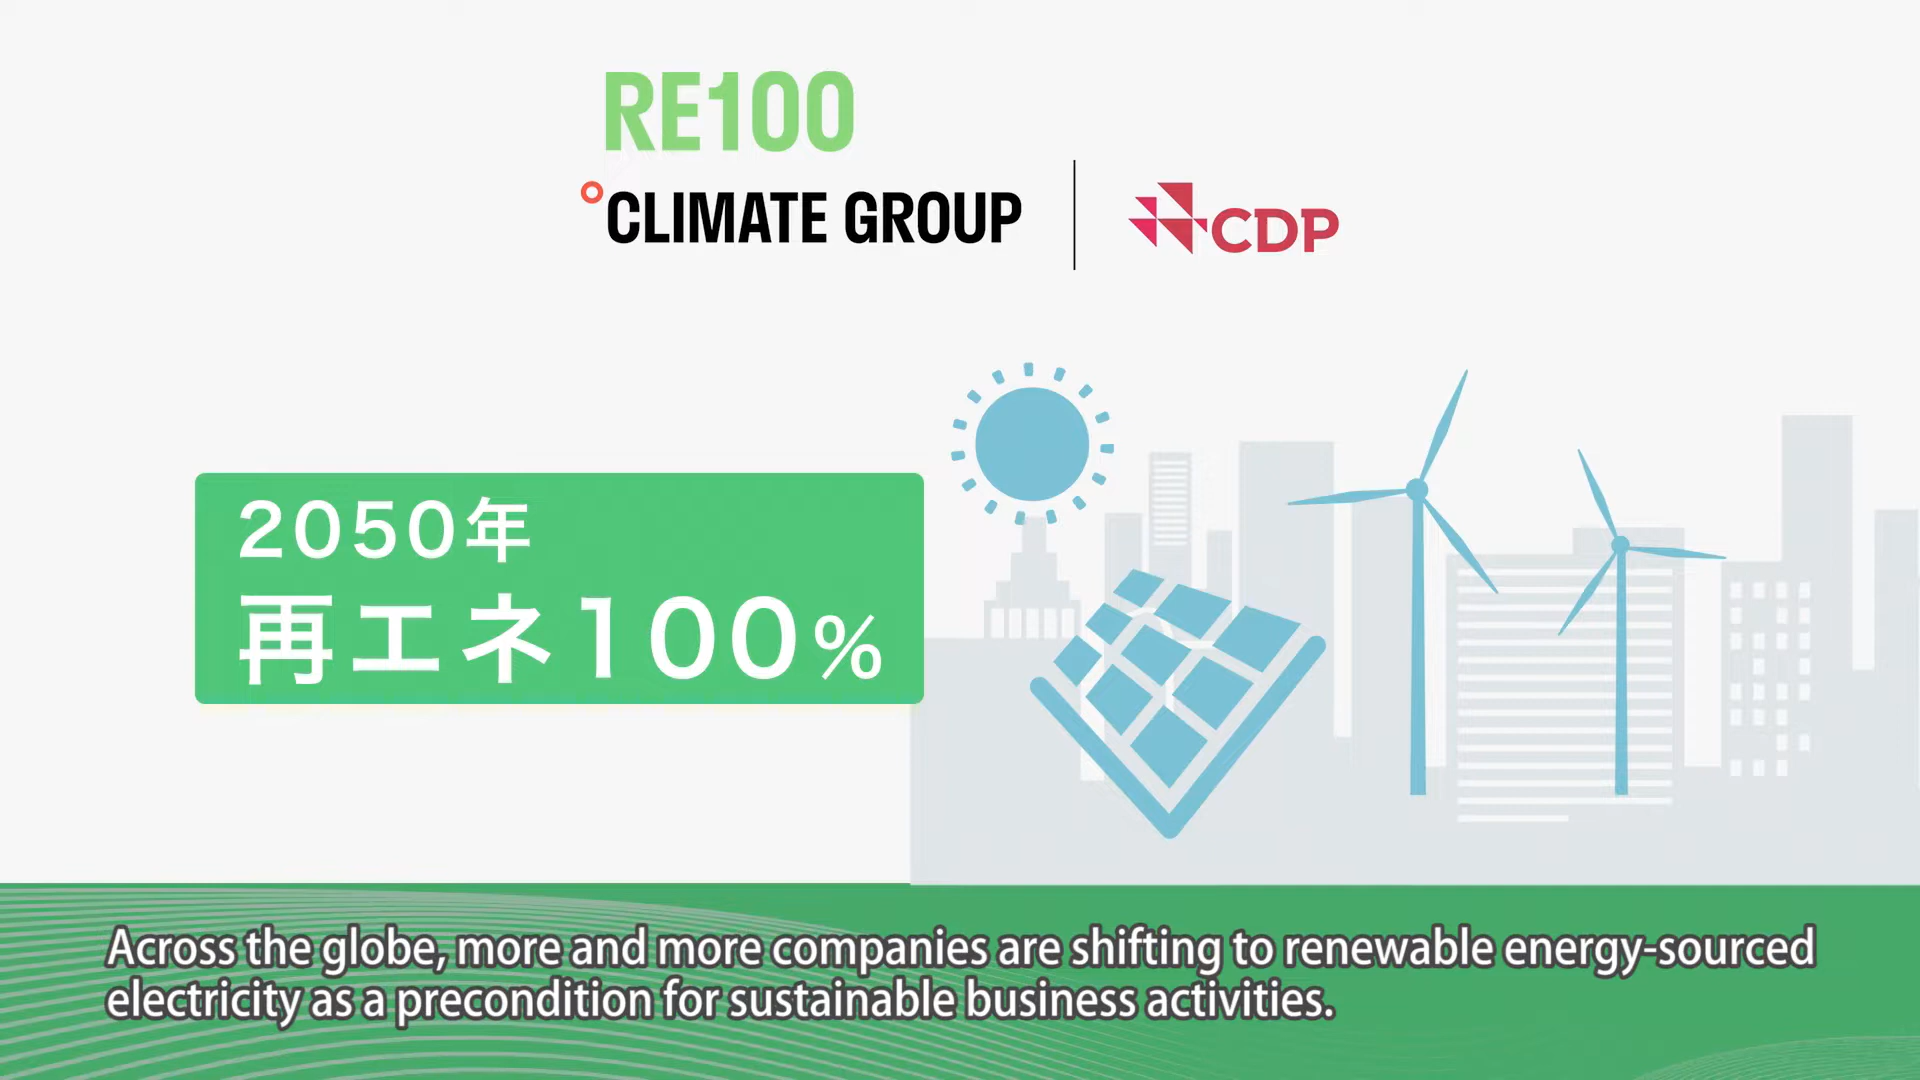 RE100
°CLIMATE GROUP
CDP
2050年
再エネ100%
Across the globe, more and more companies are shifting to renewable energy-sourced
electricity as a precondition for sustainable business activities.